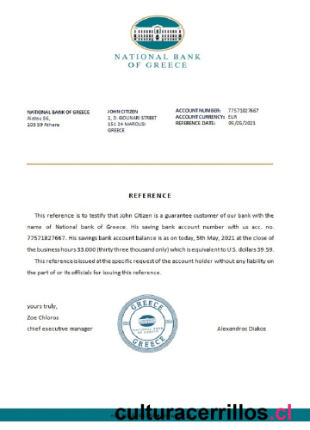 NATIONAL BANK
OF GREECE
NATIONAL BANK OF GREECE
103 59 Athens
JOHN CITIZEN
1, D. MOUNARI STREET
151 24 MAROUSI
GREECE
ACCOUNT NUMBER: 77571827667
ACCOUNT CURRENCY: EUR
REFERENCE DATE: 05/05/2021
REFERENCE
This reference is to testify that John Citizen is a guarantee customer of our bank with the
name of National bank of Greece. His saving bank account number with us acc. no.
77571827667. His savings bank account balance is as on today, 5th May, 2021 at the close of
the business hours 33.000 (thirty three thousand only) which is equivalent to U.S. dollars 39.59.
This reference is issued at the specific request of the account holder without any liability on
the part of or its officials for issuing this reference.
yours truly,
Zoe Chloros
chief executive manager
Alexandros Diakos
GREECE
NATIONAL BANK
OF GREECE
GREECE
culturacerrillos.cl